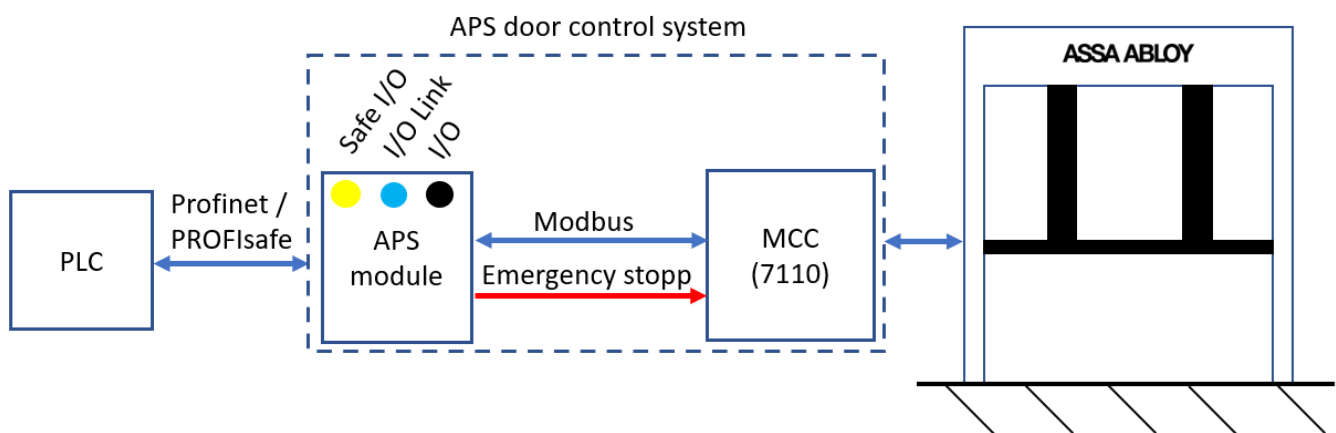 APS door control system
ASSA ABLOY
Safe I/O
I/O Link
I/O
Profinet /
PROFIsafe
PLC
APS
module
Modbus
Emergency stopp
MCC
(7110)